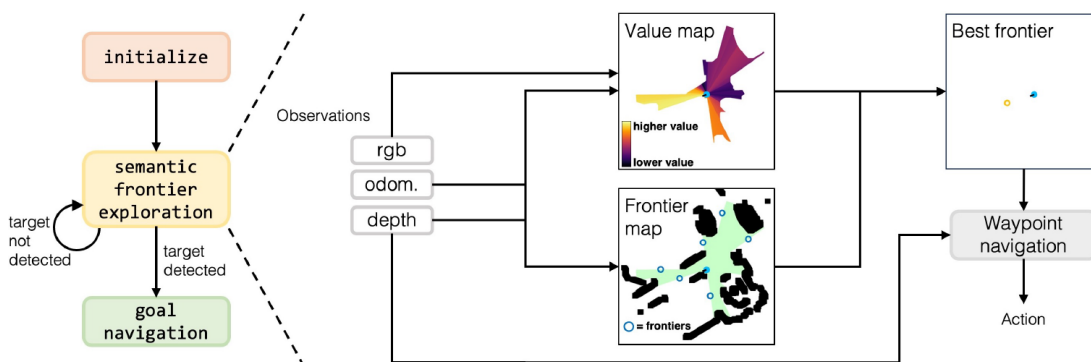 initialize
semantic
frontier
exploration
target
not
detected
target
detected
goal
navigation
Observations
rgb
odom.
depth
Value map
higher value
lower value
Frontier
map
= frontiers
Best frontier
Waypoint
navigation
Action